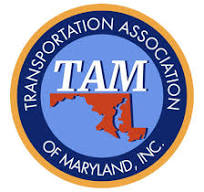 TRANSPORTATION ASSOCIATION
TAM
OF MARYLAND, INC.